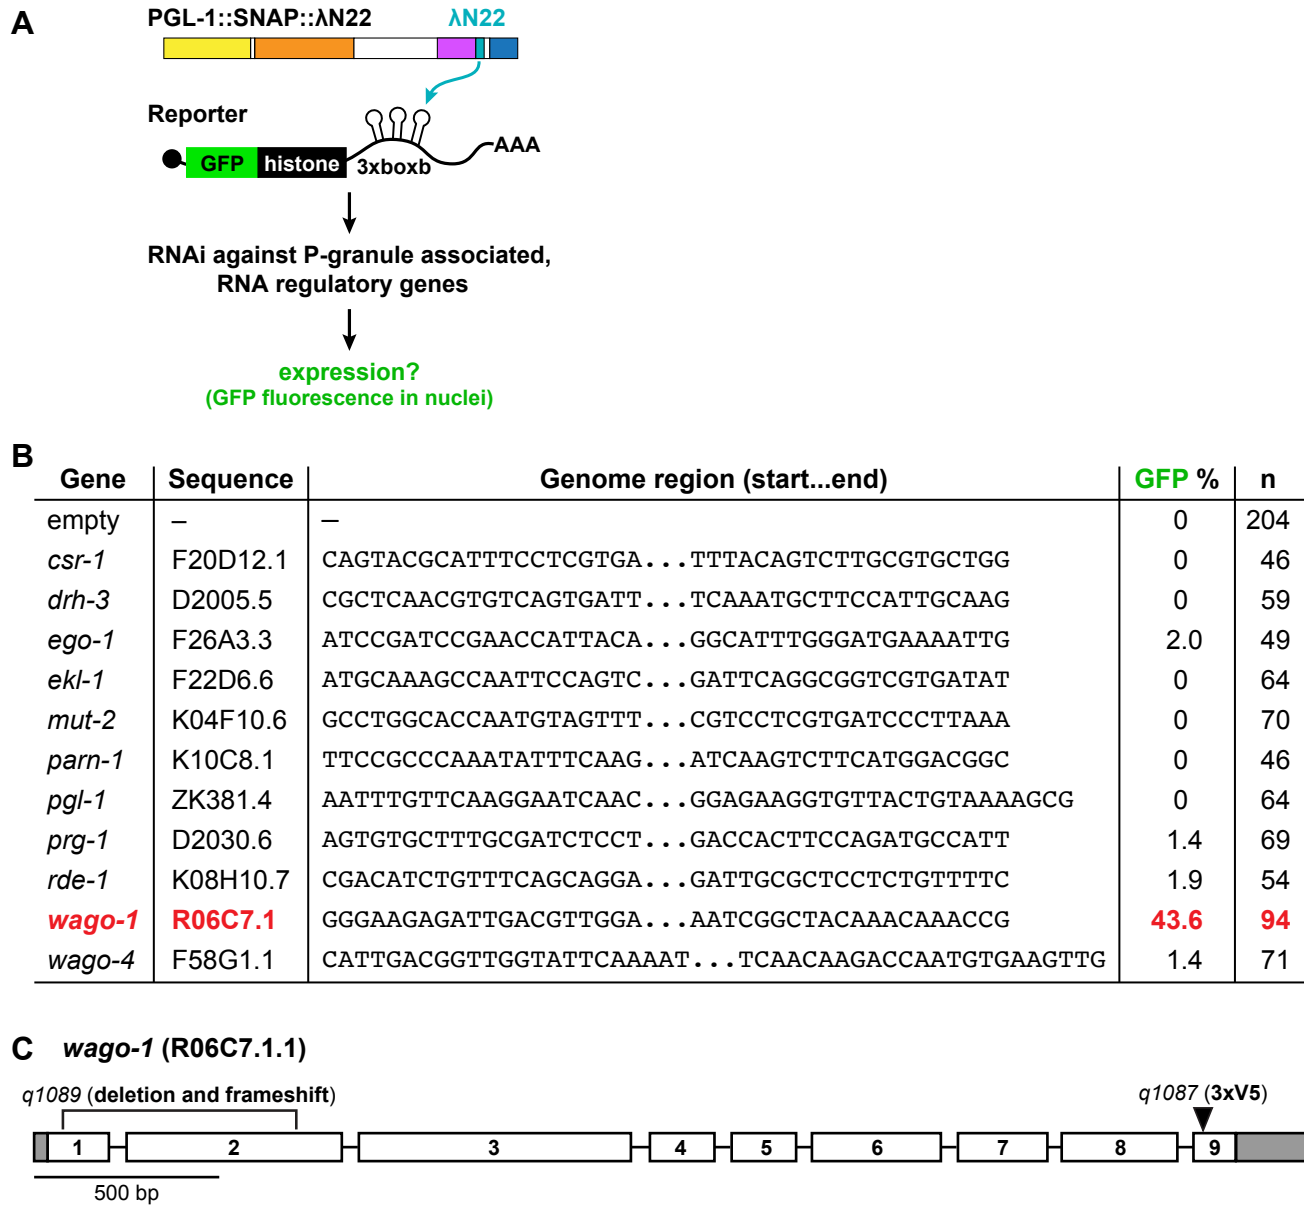 A
PGL-1::SNAP::λN22 λN22
Reporter
GFP histone 3xboxb AAA
RNAi against P-granule associated,
RNA regulatory genes
expression?
(GFP fluorescence in nuclei)
B
Gene Sequence Genome region (start...end) GFP % n
empty – – 0 204
csr-1 F20D12.1 CAGTACGCATTTCCTCGTGA...TTTACAGTCTTGCGTGCTGG 0 46
drh-3 D2005.5 CGCTCAACGTGTCAGTGATT...TCAAATGCTTCCATTGCAAG 0 59
ego-1 F26A3.3 ATCCGATCCGAACCATTACA...GGCATTTGGGATGAAAATTG 2.0 49
ekl-1 F22D6.6 ATGCAAAGCCAATTCCAGTC...GATTCAGGCGGTCGTGATAT 0 64
mut-2 K04F10.6 GCCTGGCACCAATGTAGTTT...CGTCCTCGTGATCCCTTAAA 0 70
parn-1 K10C8.1 TTCCGCCCAAATATTTCAAG...ATCAAGTCTTCATGGACGGC 0 46
pgl-1 ZK381.4 AATTTGTTCAAGGAATCAAC...GGAGAAGGTGTTACTGTAAAAGCG 0 64
prg-1 D2030.6 AGTGTGCTTTGCGATCTCCT...GACCACTTCCAGATGCCATT 1.4 69
rde-1 K08H10.7 CGACATCTGTTTCAGCAGGA...GATTGCGCTCCTCTGTTTTC 1.9 54
wago-1 R06C7.1 GGGAAGAGATTGACGTTGGA...AATCGGCTACAAACAAACCG 43.6 94
wago-4 F58G1.1 CATTGACGGTTGGTATTCAAAAT...TCAACAAGACCAATGTGAAGTTG 1.4 71
C wago-1 (R06C7.1.1)
q1089 (deletion and frameshift) q1087 (3xV5)
1 2 3 4 5 6 7 8 9
500 bp